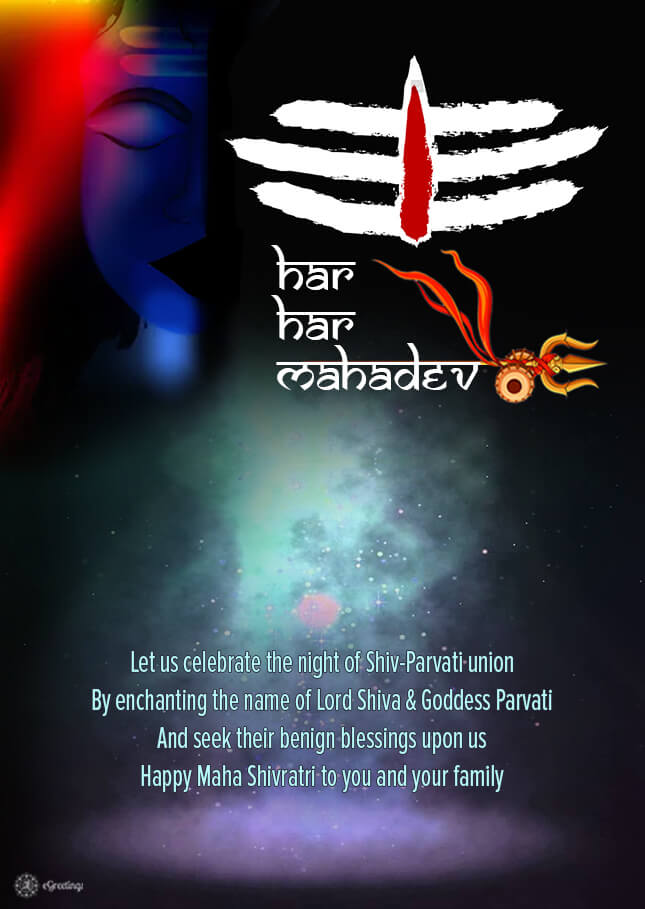 Har
Har
Mahadev
Let us celebrate the night of Shiv-Parvati union
By enchanting the name of Lord Shiva & Goddess Parvati
And seek their benign blessings upon us
Happy Maha Shivratri to you and your family
eGreetings